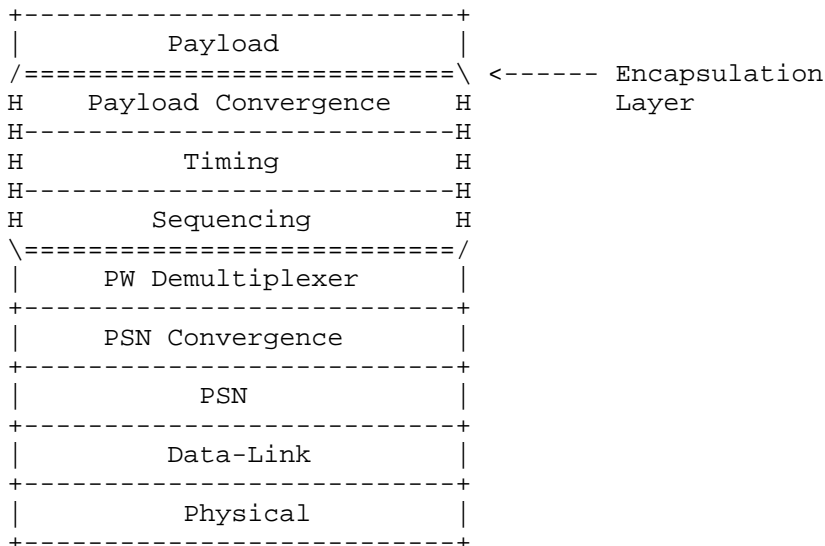 Payload
<------ Encapsulation
Payload Convergence Layer
Timing
Sequencing
PW Demultiplexer
PSN Convergence
PSN
Data-Link
Physical